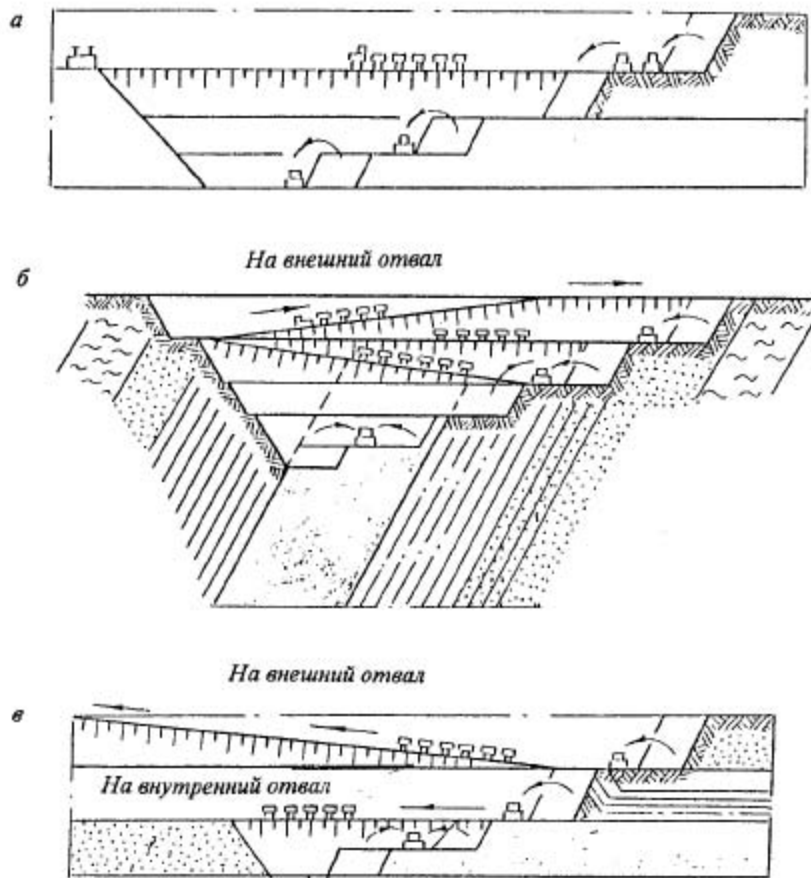 а
На внешний отвал
б
На внешний отвал
в
На внутренний отвал